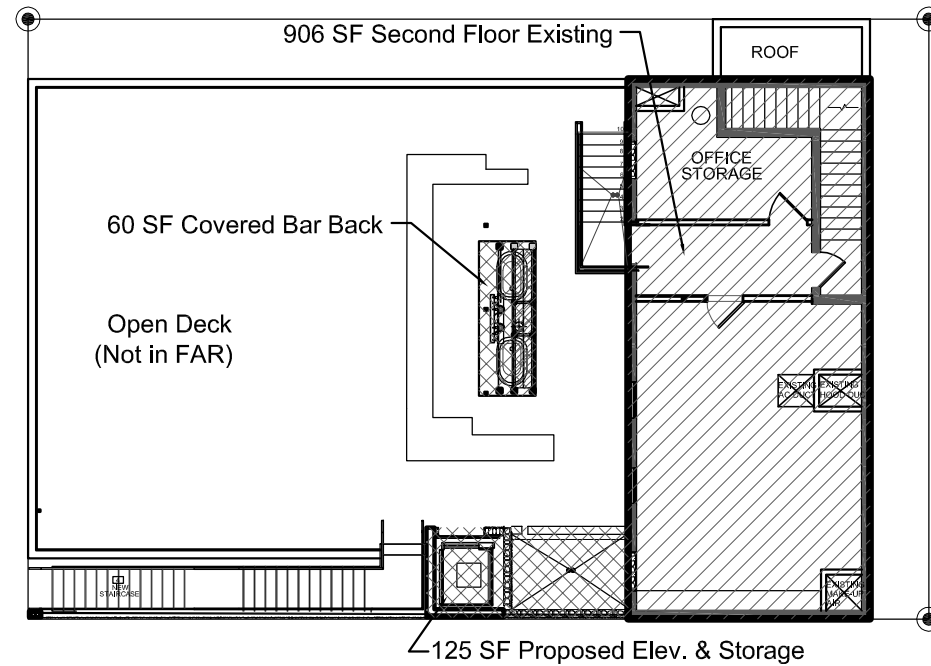 906 SF Second Floor Existing
ROOF
OFFICE
STORAGE
60 SF Covered Bar Back
Open Deck
(Not in FAR)
EXISTING
AC DUCT
EXISTING
HOOD DUCT
NEW
STAIRCASE
EXISTING
MAKE-UP
AIR
125 SF Proposed Elev. & Storage